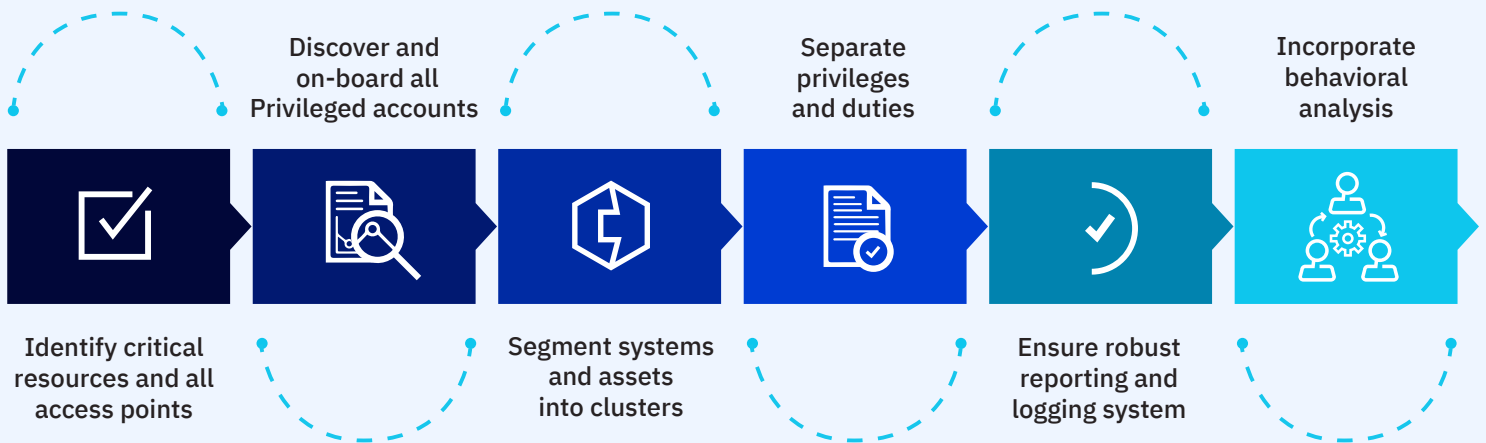 Identify critical
resources and all
access points
Discover and
on-board all
Privileged accounts
Segment systems
and assets
into clusters
Separate
privileges
and duties
Ensure robust
reporting and
logging system
Incorporate
behavioral
analysis